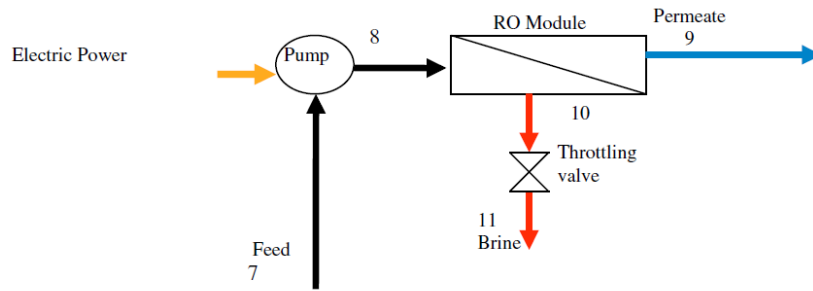 RO Module
Permeate
9
8
Electric Power
Pump
10
Throttling
valve
11
Brine
Feed
7